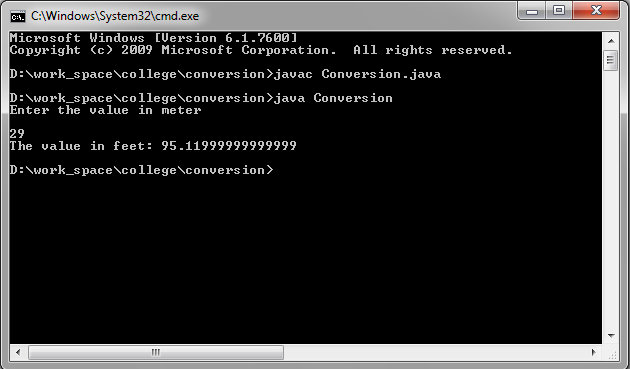 C:\Windows\System32\cmd.exe
Microsoft Windows [Version 6.1.7600]
Copyright (c) 2009 Microsoft Corporation.  All rights reserved.
D:\work_space\college\conversion>javac Conversion.java
D:\work_space\college\conversion>java Conversion
Enter the value in meter
29
The value in feet: 95.11999999999999
D:\work_space\college\conversion>